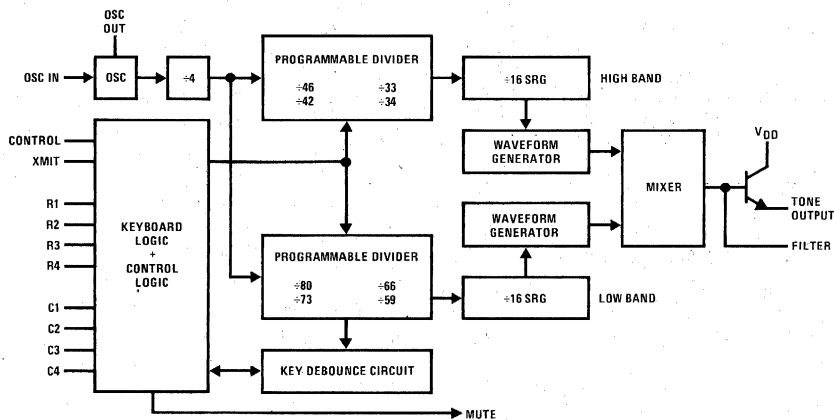 OSC
OUT
OSC IN
OSC
÷4
PROGRAMMABLE DIVIDER
÷46 ÷33
÷42 ÷34
÷16 SRG
HIGH BAND
CONTROL
XMIT
R1
R2
R3
R4
C1
C2
C3
C4
KEYBOARD
LOGIC
+
CONTROL
LOGIC
WAVEFORM
GENERATOR
MIXER
VDD
TONE
OUTPUT
FILTER
WAVEFORM
GENERATOR
PROGRAMMABLE DIVIDER
÷80 ÷66
÷73 ÷59
÷16 SRG
LOW BAND
KEY DEBOUNCE CIRCUIT
MUTE